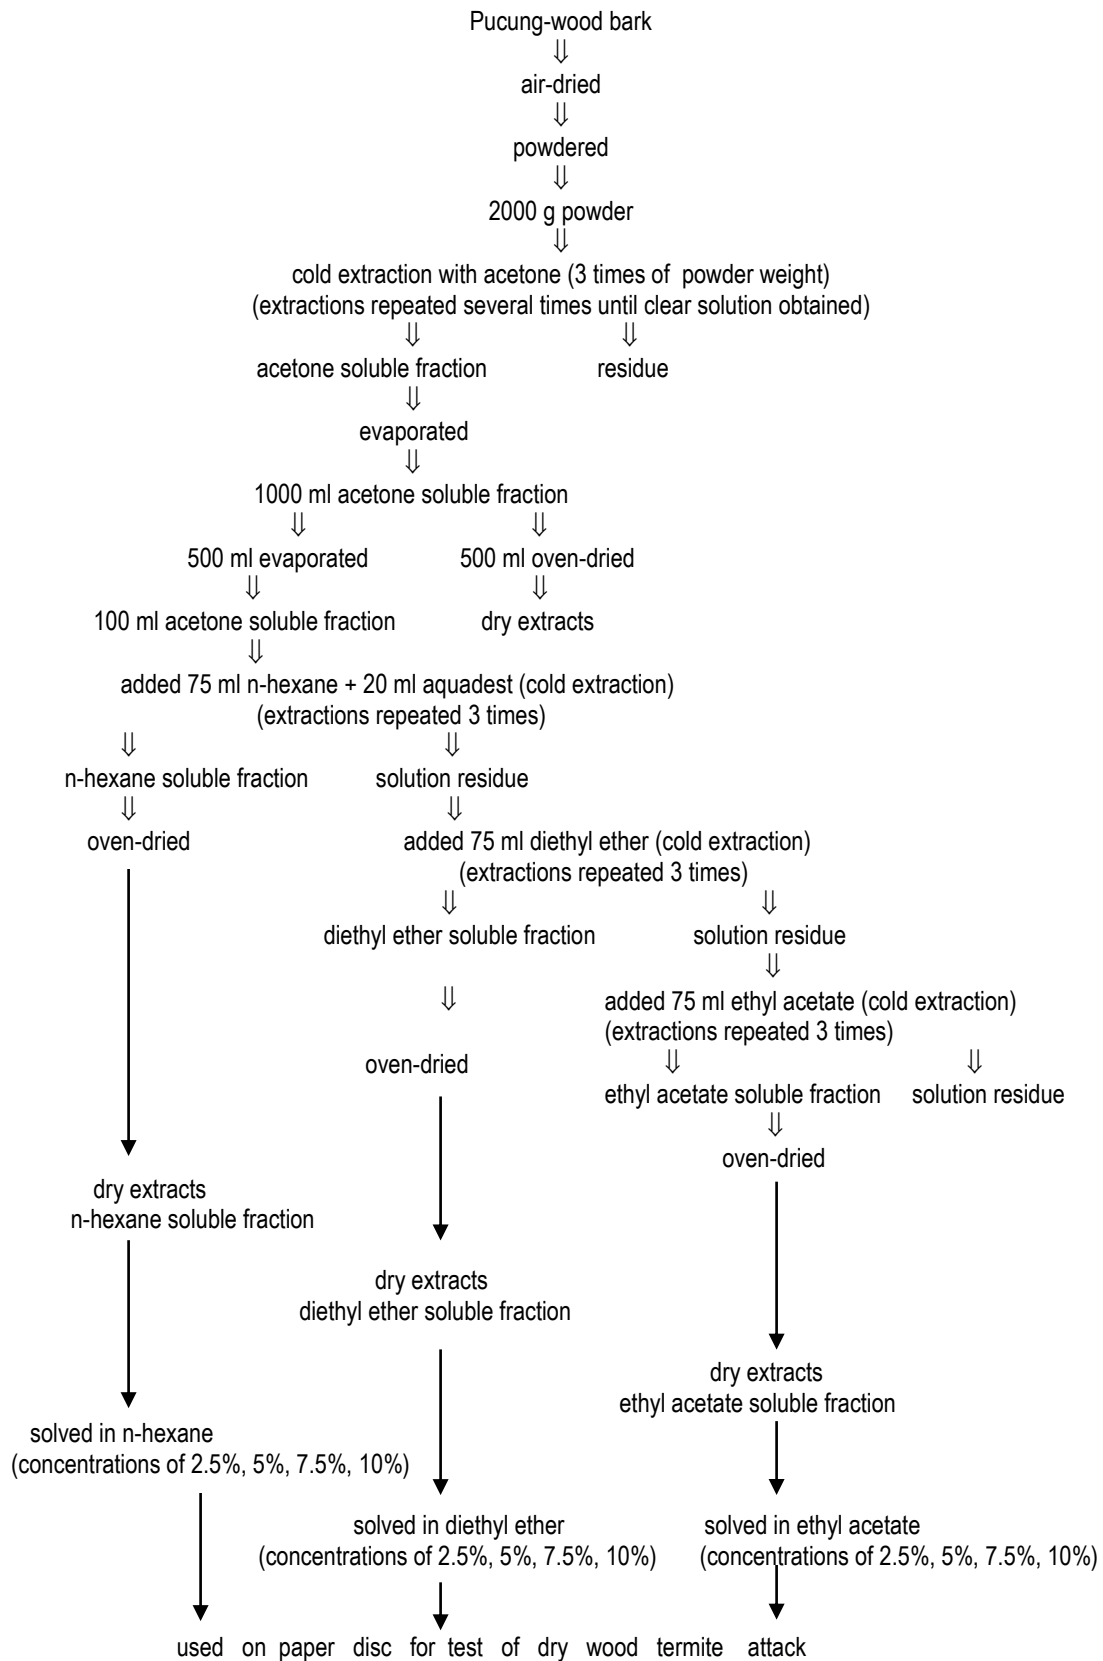 Pucung-wood bark
⇓
air-dried
⇓
powdered
⇓
2000 g powder
⇓
cold extraction with acetone (3 times of powder weight)
(extractions repeated several times until clear solution obtained)
⇓ ⇓
acetone soluble fraction residue
⇓
evaporated
⇓
1000 ml acetone soluble fraction
⇓ ⇓
500 ml evaporated 500 ml oven-dried
⇓ ⇓
100 ml acetone soluble fraction dry extracts
⇓
added 75 ml n-hexane + 20 ml aquadest (cold extraction)
(extractions repeated 3 times)
⇓ ⇓
n-hexane soluble fraction solution residue
⇓ ⇓
oven-dried added 75 ml diethyl ether (cold extraction)
(extractions repeated 3 times)
⇓ ⇓
diethyl ether soluble fraction solution residue
⇓
⇓ added 75 ml ethyl acetate (cold extraction)
(extractions repeated 3 times)
⇓ ⇓
oven-dried
ethyl acetate soluble fraction solution residue
⇓
oven-dried
dry extracts
n-hexane soluble fraction
dry extracts
diethyl ether soluble fraction
dry extracts
ethyl acetate soluble fraction
solved in n-hexane
(concentrations of 2.5%, 5%, 7.5%, 10%)
solved in diethyl ether solved in ethyl acetate
(concentrations of 2.5%, 5%, 7.5%, 10%) (concentrations of 2.5%, 5%, 7.5%, 10%)
used on paper disc for test of dry wood termite attack